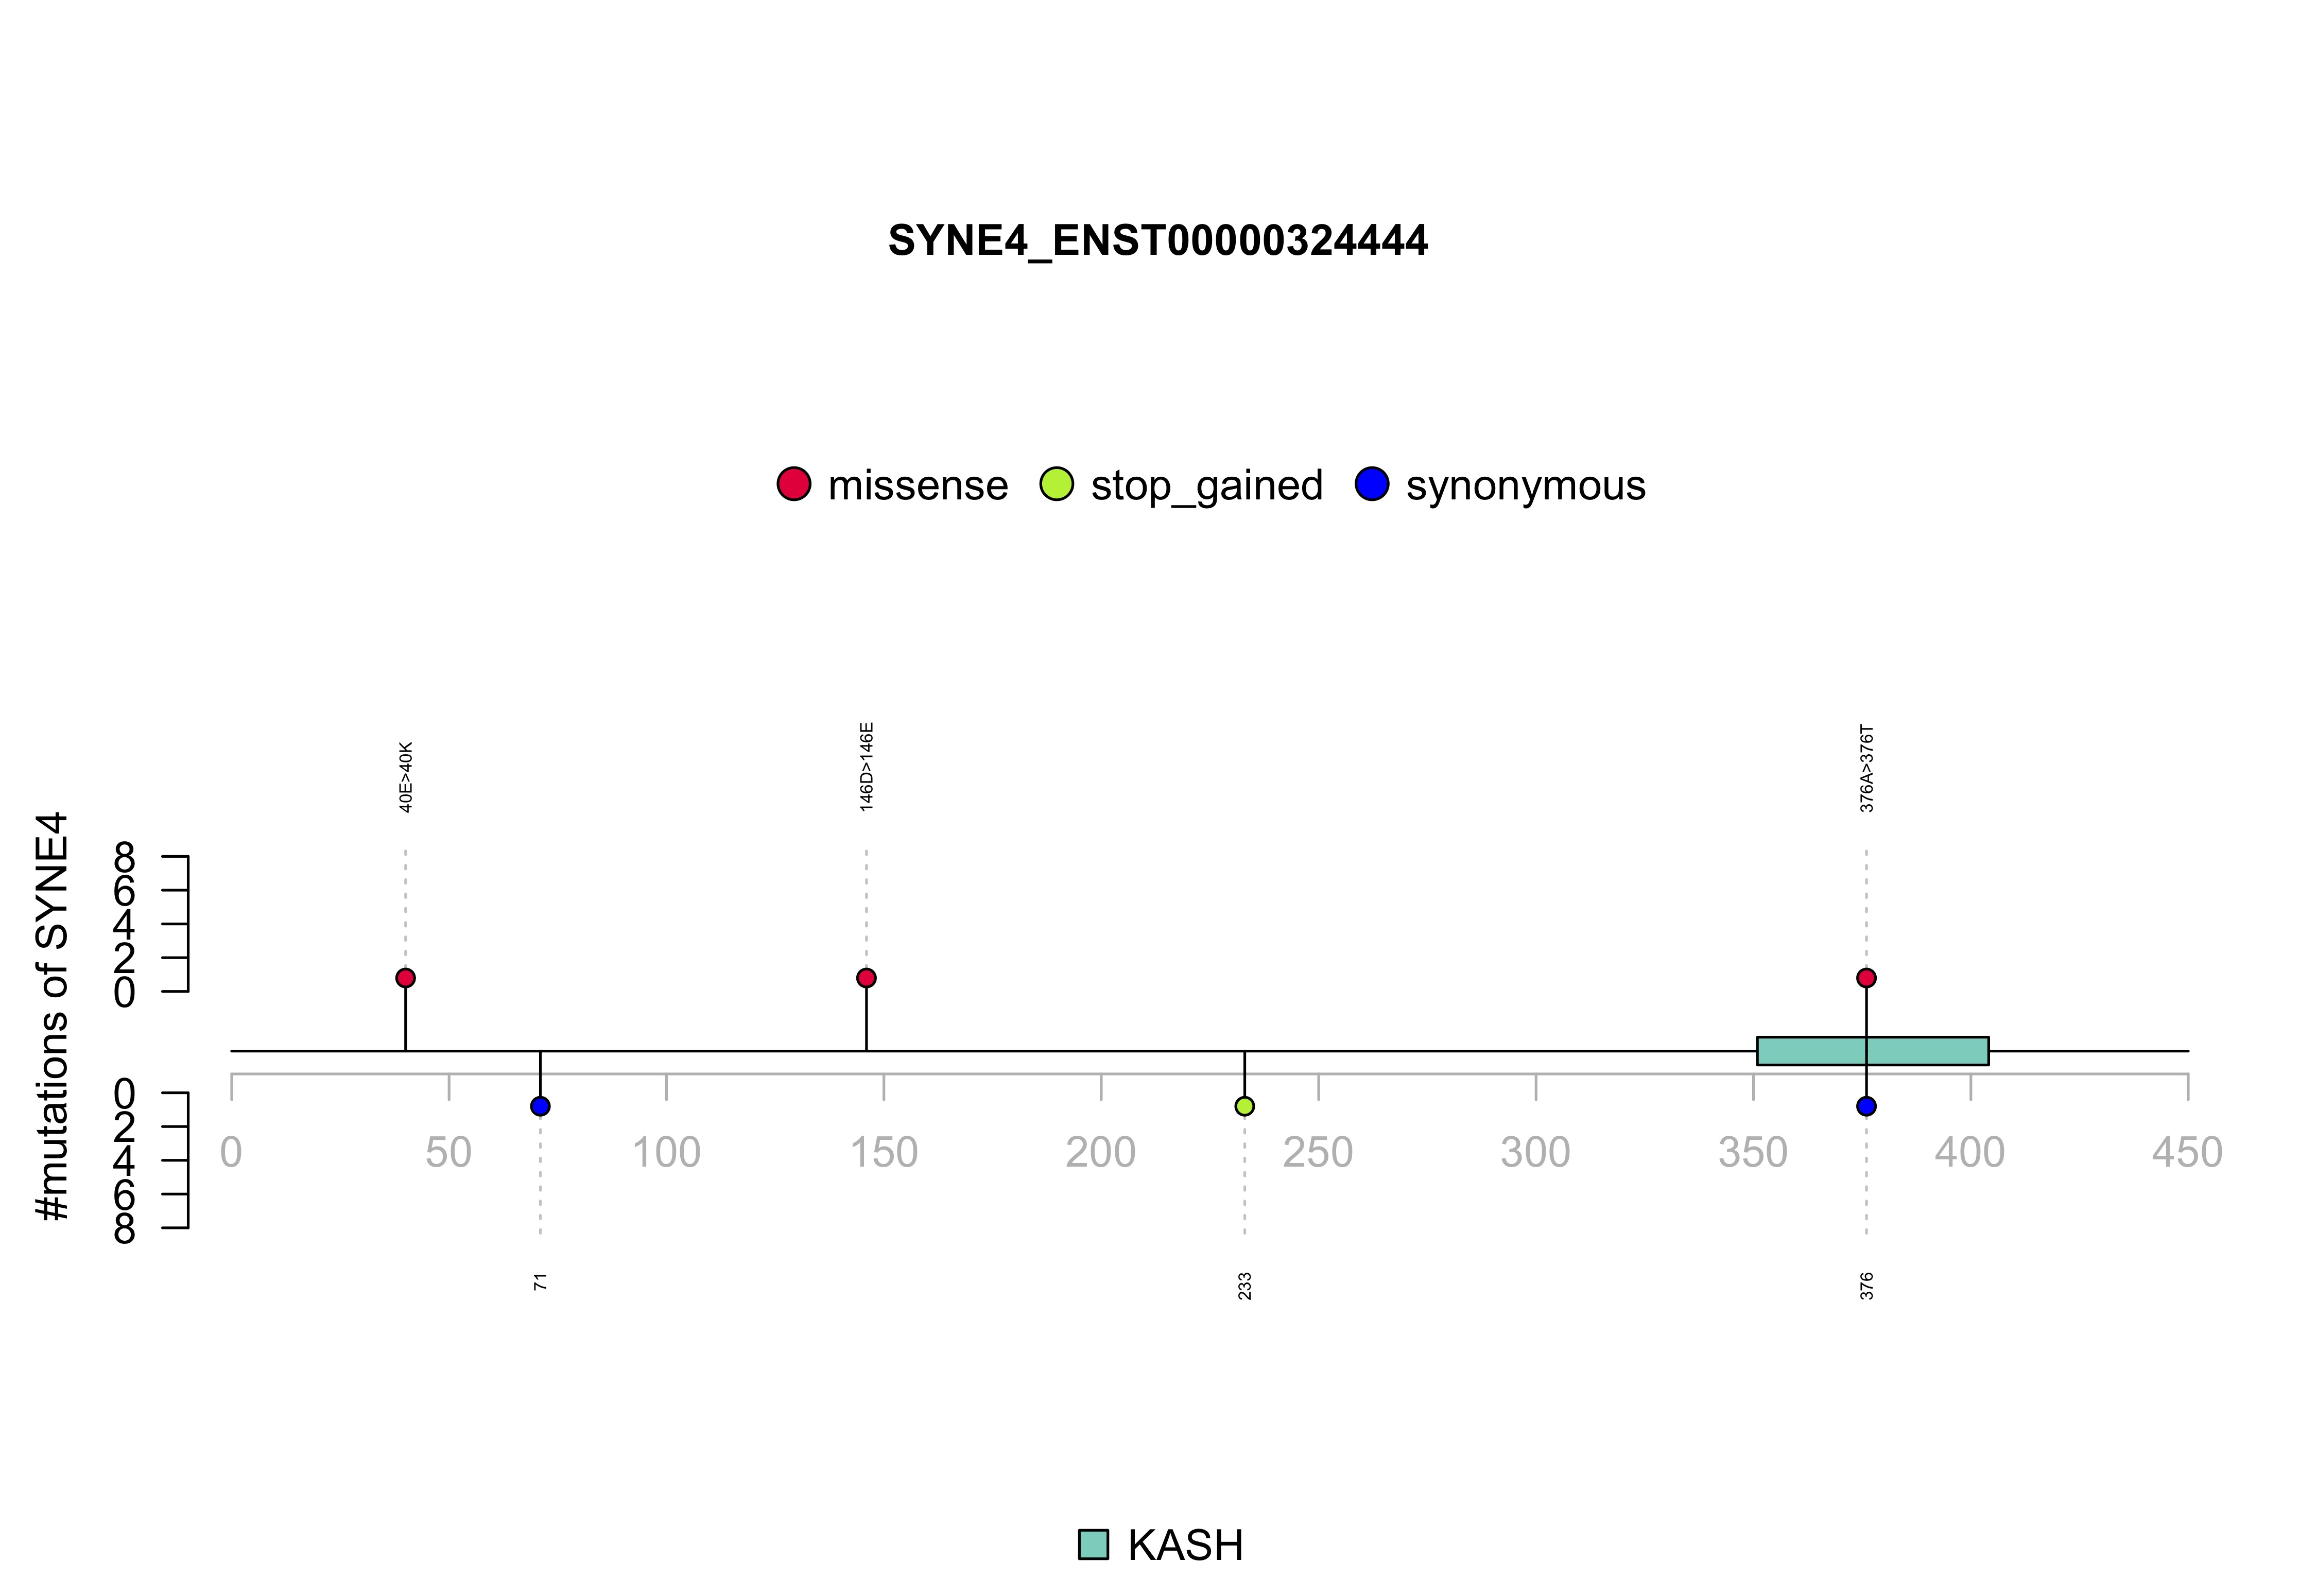 SYNE4_ENST00000324444
missense stop_gained synonymous
40E>40K 146D>146E 376A>376T
#mutations of SYNE4
8
6
4
2
0
0
2
4
6
8
0 50 100 150 200 250 300 350 400 450
71 233 376
KASH